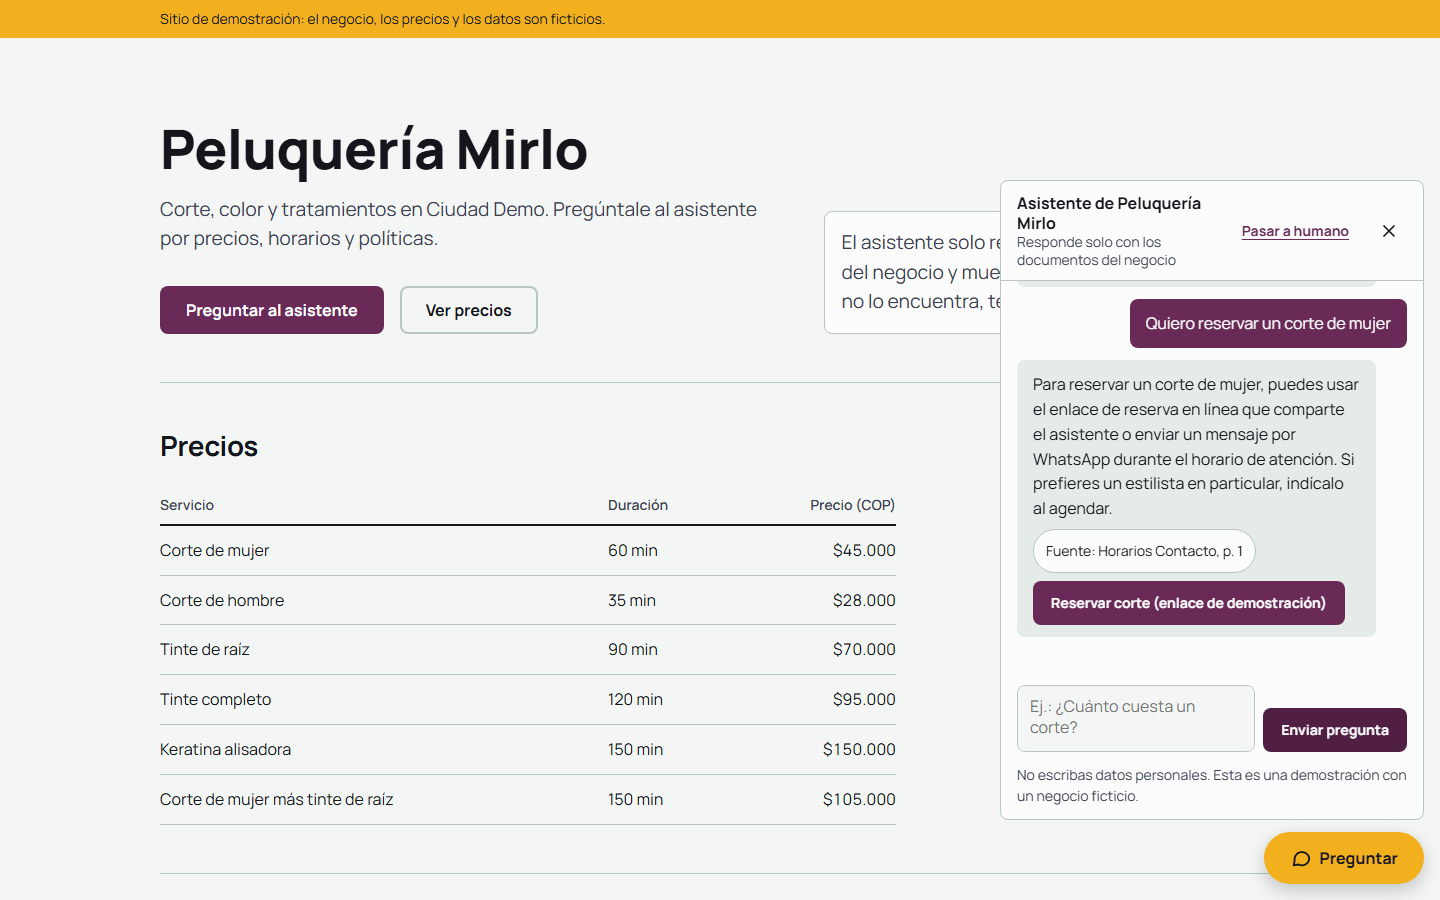 Sitio de demostración: el negocio, los precios y los datos son ficticios.
Peluquería Mirlo
Corte, color y tratamientos en Ciudad Demo. Pregúntale al asistente
por precios, horarios y políticas.
Preguntar al asistente
Ver precios
El asistente solo re
del negocio y mue
no lo encuentra, te
Precios
Servicio Duración Precio (COP)
Corte de mujer 60 min $45.000
Corte de hombre 35 min $28.000
Tinte de raíz 90 min $70.000
Tinte completo 120 min $95.000
Keratina alisadora 150 min $150.000
Corte de mujer más tinte de raíz 150 min $105.000
Asistente de Peluquería
Mirlo
Responde solo con los
documentos del negocio
Pasar a humano
Quiero reservar un corte de mujer
Para reservar un corte de mujer, puedes usar
el enlace de reserva en línea que comparte
el asistente o enviar un mensaje por
WhatsApp durante el horario de atención. Si
prefieres un estilista en particular, indícalo
al agendar.
Fuente: Horarios Contacto, p. 1
Reservar corte (enlace de demostración)
Ej.: ¿Cuánto cuesta un
corte?
Enviar pregunta
No escribas datos personales. Esta es una demostración con
un negocio ficticio.
Preguntar